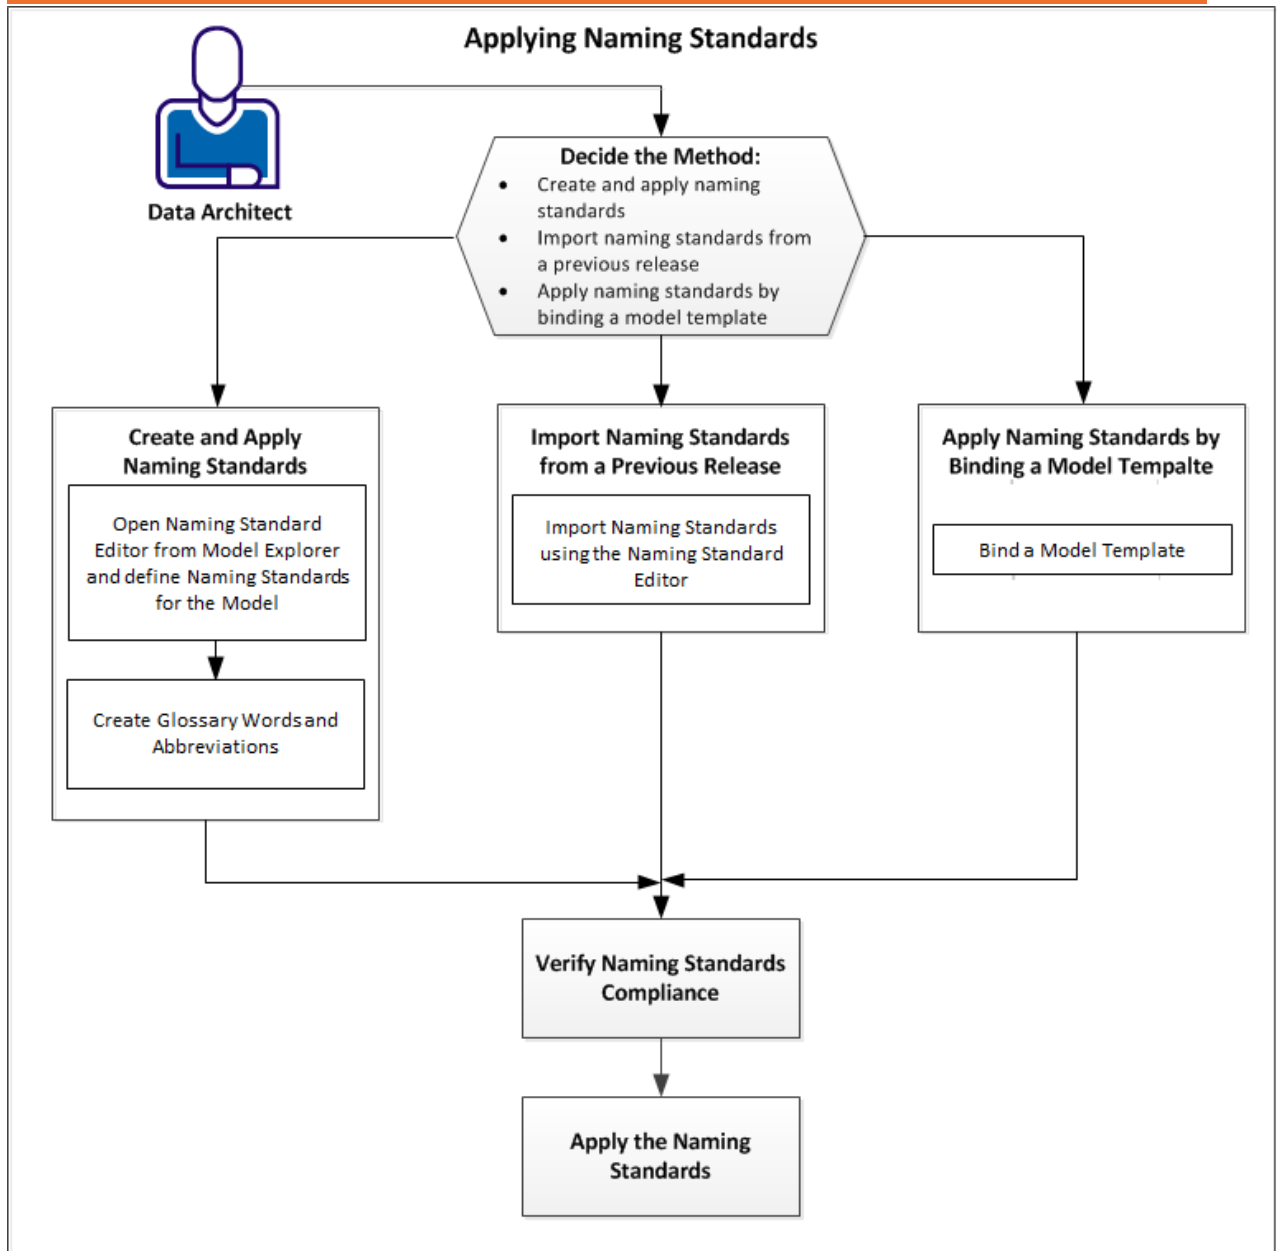 Applying Naming Standards
Data Architect
Decide the Method:
• Create and apply naming
standards
• Import naming standards from
a previous release
• Apply naming standards by
binding a model template
Create and Apply
Naming Standards
Open Naming Standard
Editor from Model Explorer
and define Naming Standards
for the Model
Create Glossary Words and
Abbreviations
Import Naming Standards
from a Previous Release
Import Naming Standards
using the Naming Standard
Editor
Apply Naming Standards by
Binding a Model Tempalte
Bind a Model Template
Verify Naming Standards
Compliance
Apply the Naming
Standards